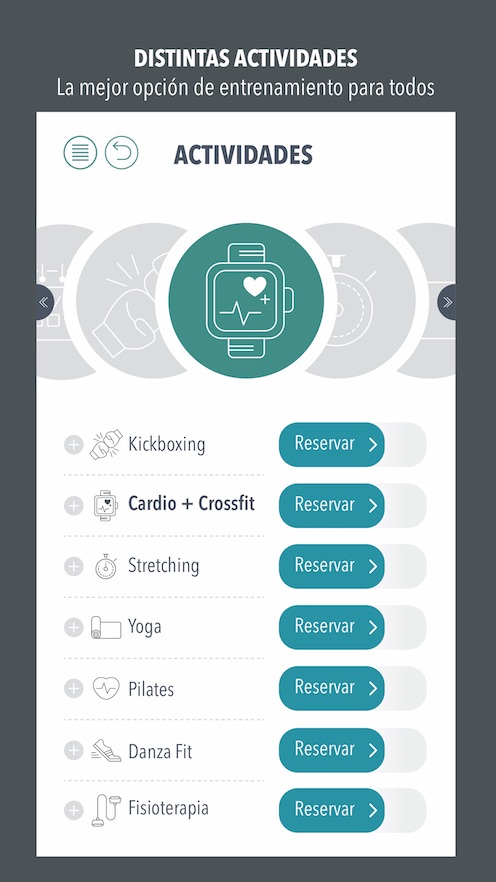 DISTINTAS ACTIVIDADES
La mejor opción de entrenamiento para todos
ACTIVIDADES
Kickboxing Reservar
Cardio + Crossfit Reservar
Stretching Reservar
Yoga Reservar
Pilates Reservar
Danza Fit Reservar
Fisioterapia Reservar